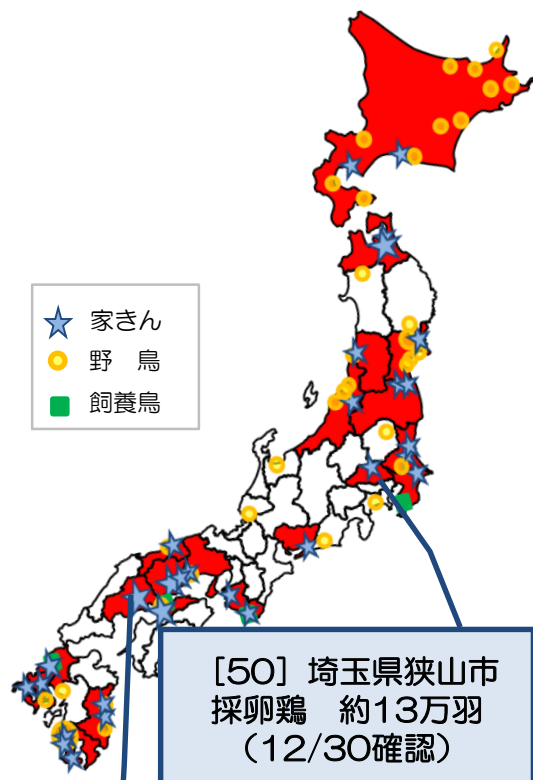 家きん
野 鳥
飼養鳥
[50] 埼玉県狭山市
採卵鶏 約13万羽
（12/30確認）